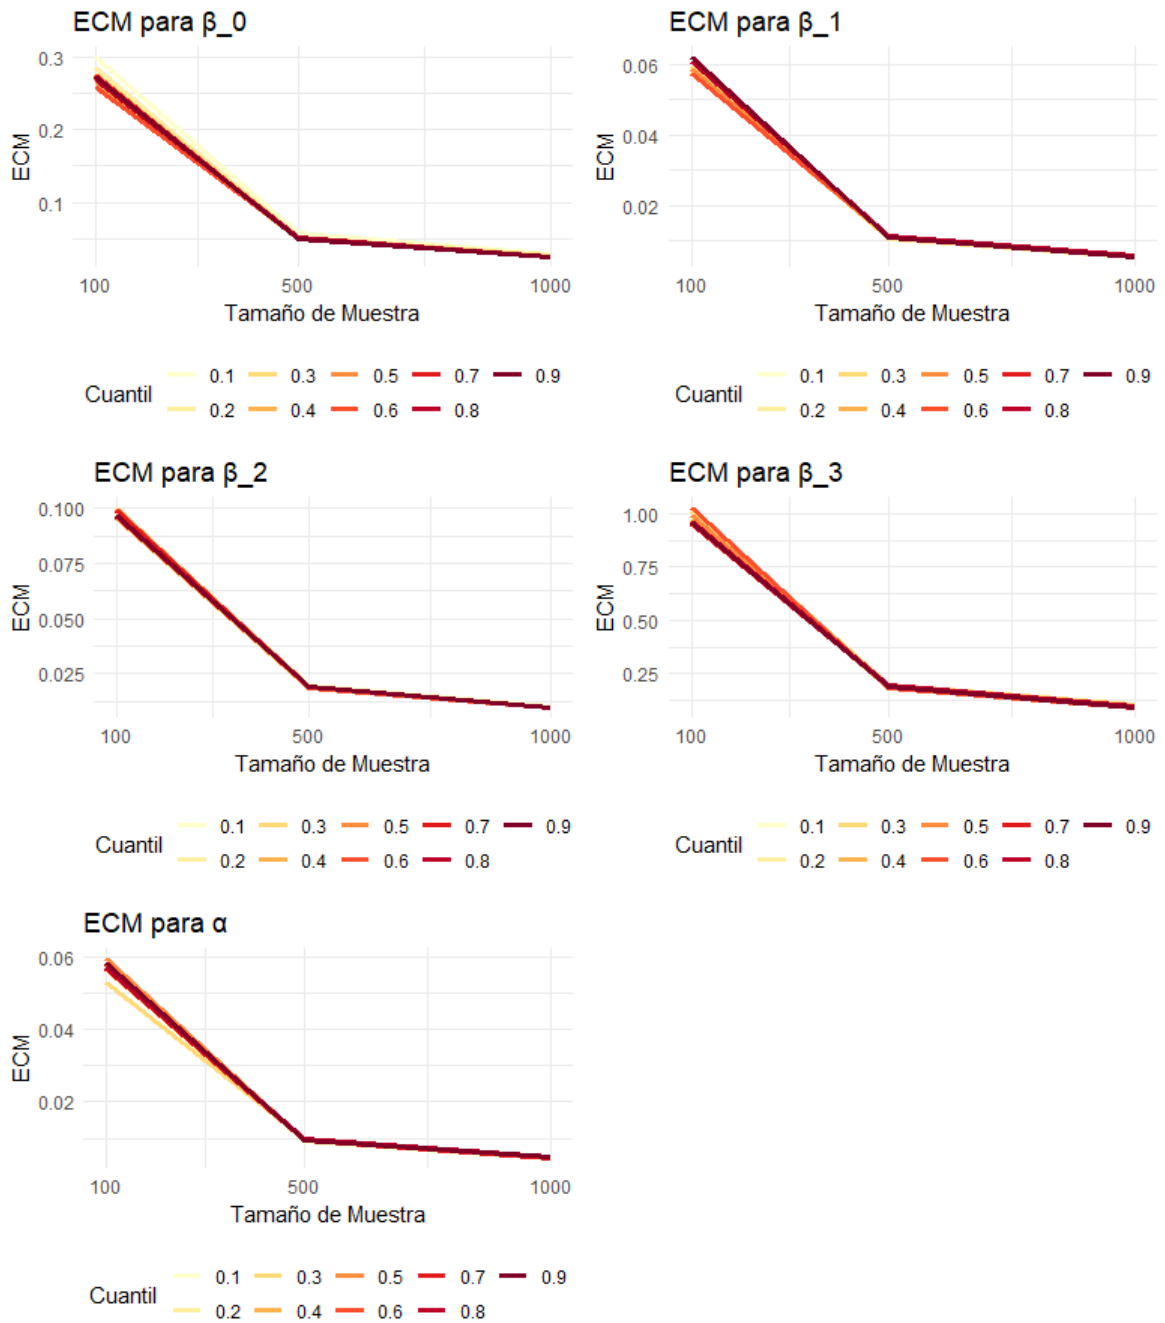 ECM para β_0
0.3
0.2
0.1
ECM
100 500 1000
Tamaño de Muestra
Cuantil
0.1 0.3 0.5 0.7 0.9
0.2 0.4 0.6 0.8
ECM para β_1
0.06
0.04
0.02
ECM
100 500 1000
Tamaño de Muestra
Cuantil
0.1 0.3 0.5 0.7 0.9
0.2 0.4 0.6 0.8
ECM para β_2
0.100
0.075
0.050
0.025
ECM
100 500 1000
Tamaño de Muestra
Cuantil
0.1 0.3 0.5 0.7 0.9
0.2 0.4 0.6 0.8
ECM para β_3
1.00
0.75
0.50
0.25
ECM
100 500 1000
Tamaño de Muestra
Cuantil
0.1 0.3 0.5 0.7 0.9
0.2 0.4 0.6 0.8
ECM para α
0.06
0.04
0.02
ECM
100 500 1000
Tamaño de Muestra
Cuantil
0.1 0.3 0.5 0.7 0.9
0.2 0.4 0.6 0.8